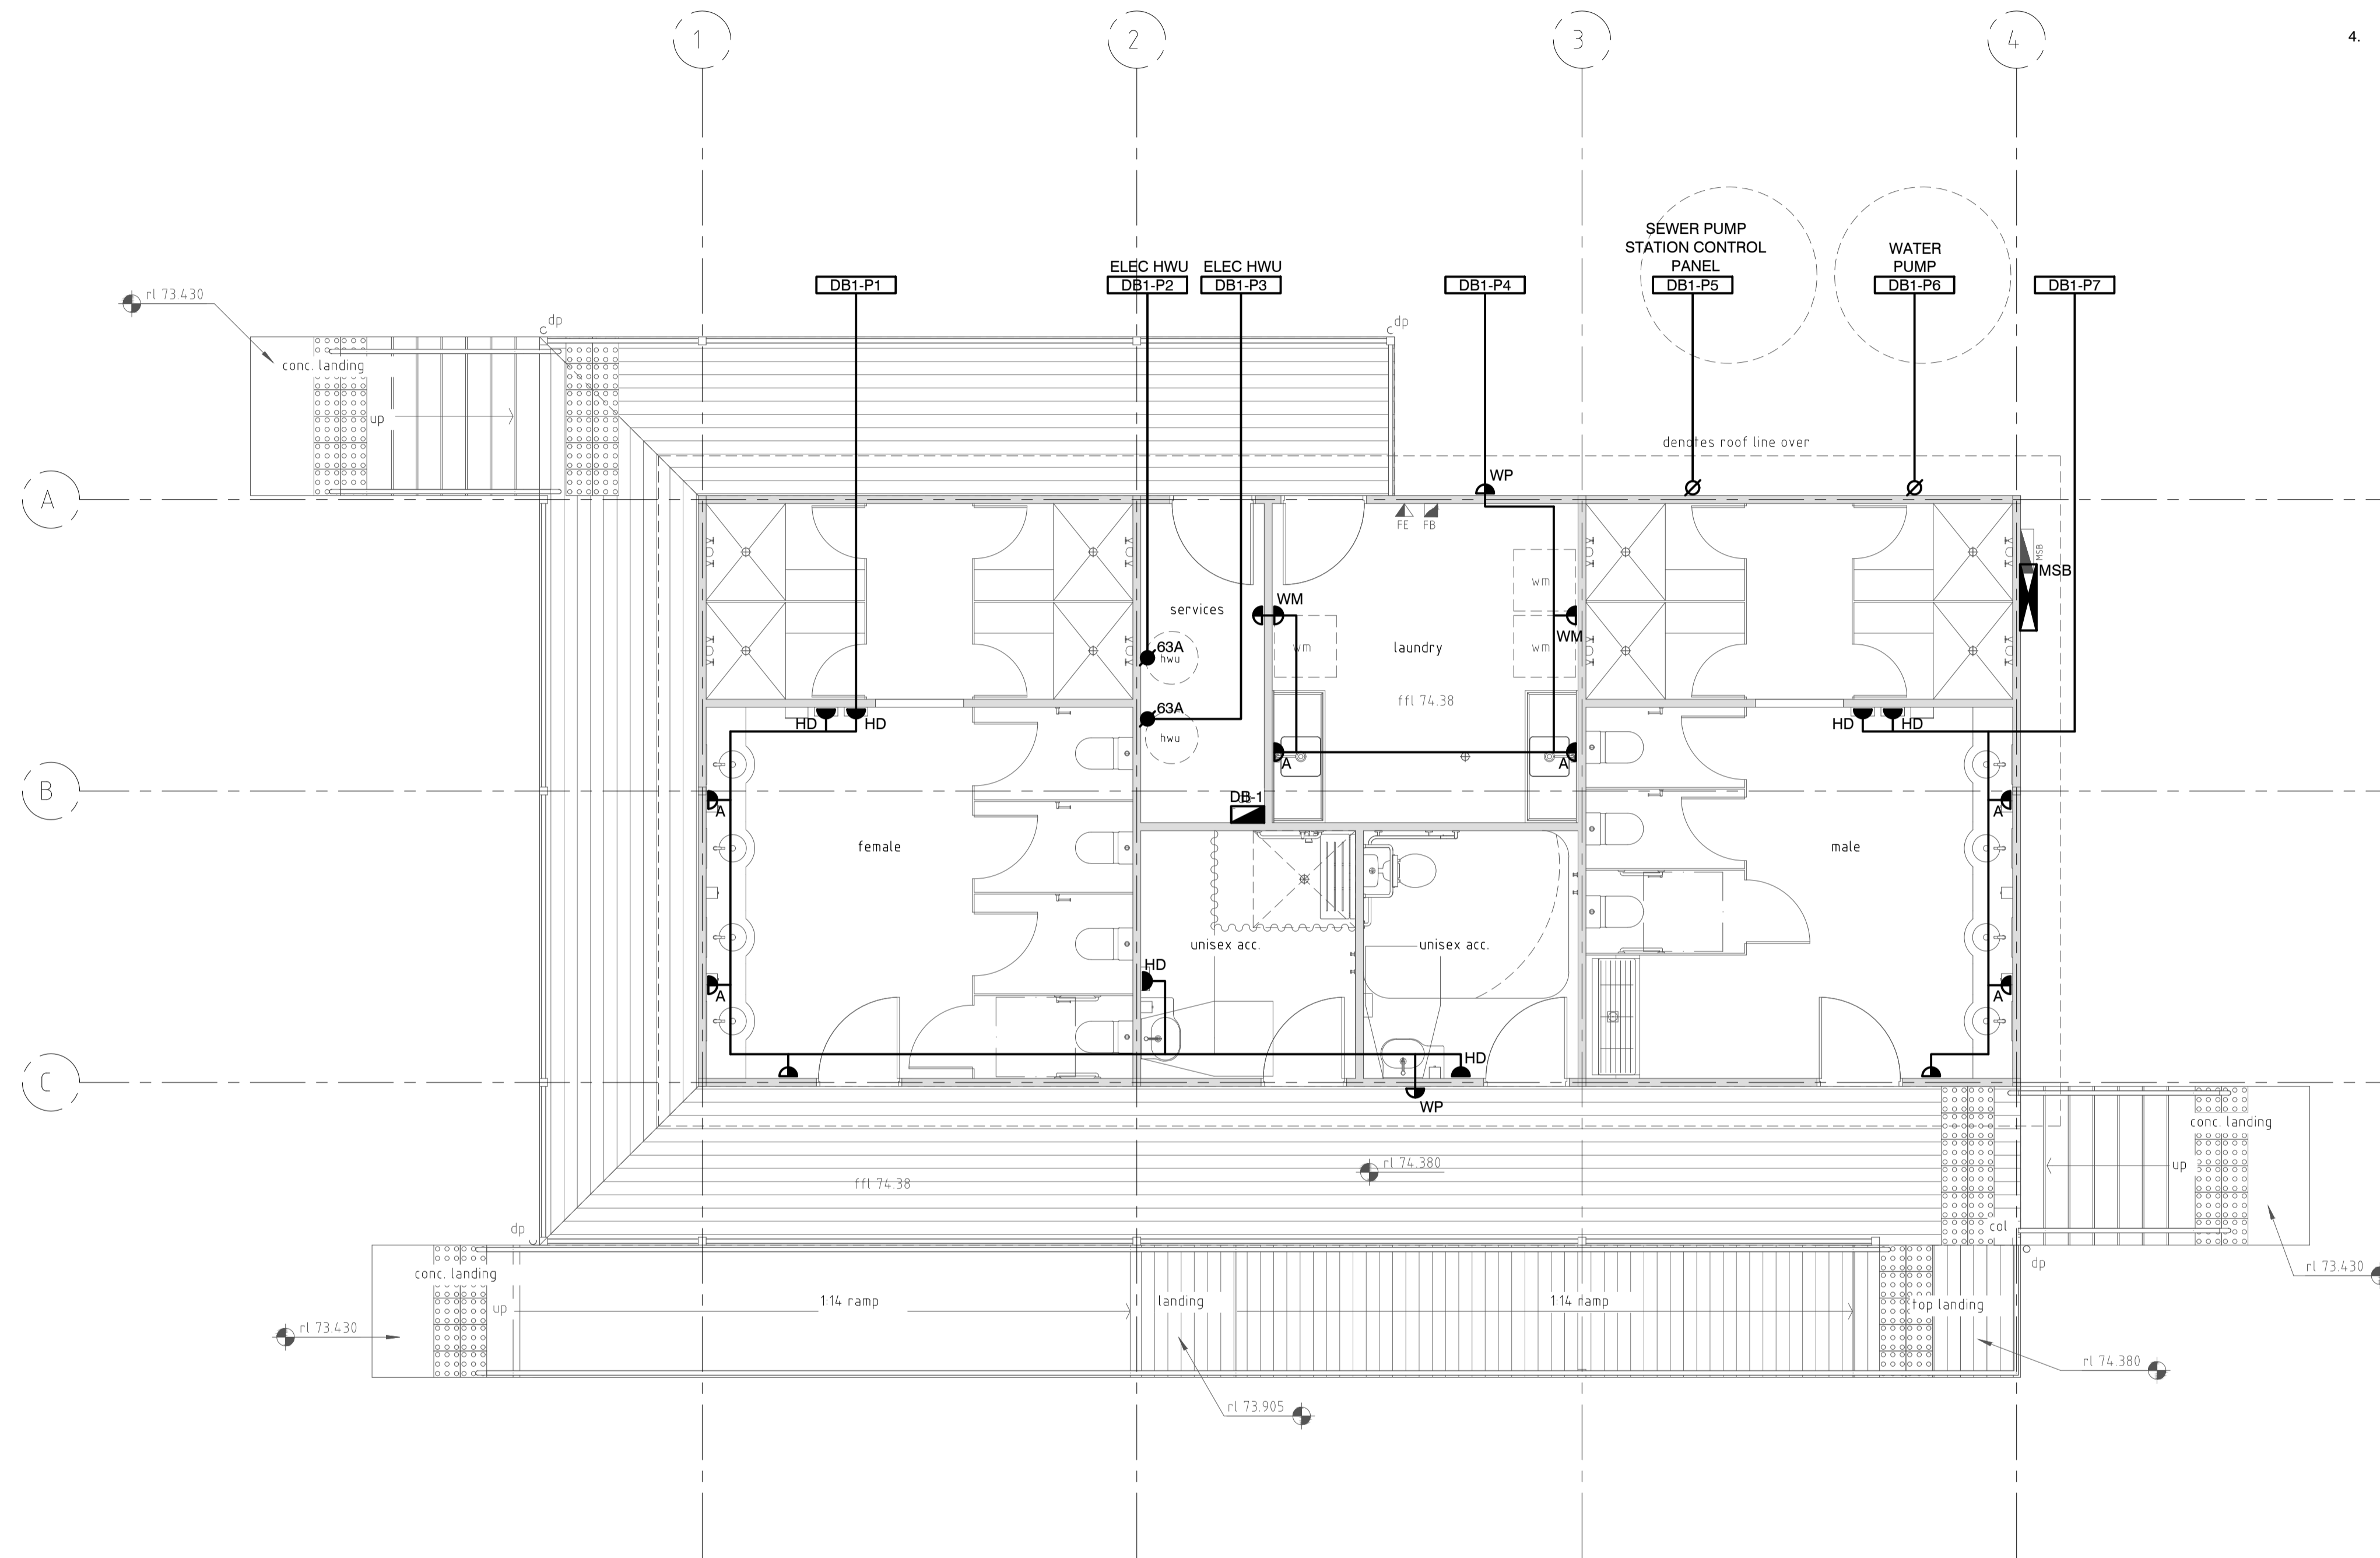 1
2
3
4
4.
SEWER PUMP
STATION CONTROL
PANEL
WATER
PUMP
ELEC HWU
ELEC HWU
DB1-P1
DB1-P2
DB1-P3
DB1-P4
DB1-P5
DB1-P6
DB1-P7
rl 73.430
dp
dp
conc. landing
up
denotes roof line over
WP
A
FE
FB
MSB
MSB
wm
services
WM
WM
63A
hwu
wm
laundry
wm
ffl 74.38
63A
hwu
HD
HD
HD
HD
A
A
B
DB-1
A
A
female
male
unisex acc.
unisex acc.
HD
A
A
HD
C
WP
conc. landing
rl 74.380
up
ffl 74.38
dp
col
dp
conc. landing
up
1:14 ramp
landing
1:14 ramp
top landing
rl 73.430
rl 73.430
rl 74.380
rl 73.905